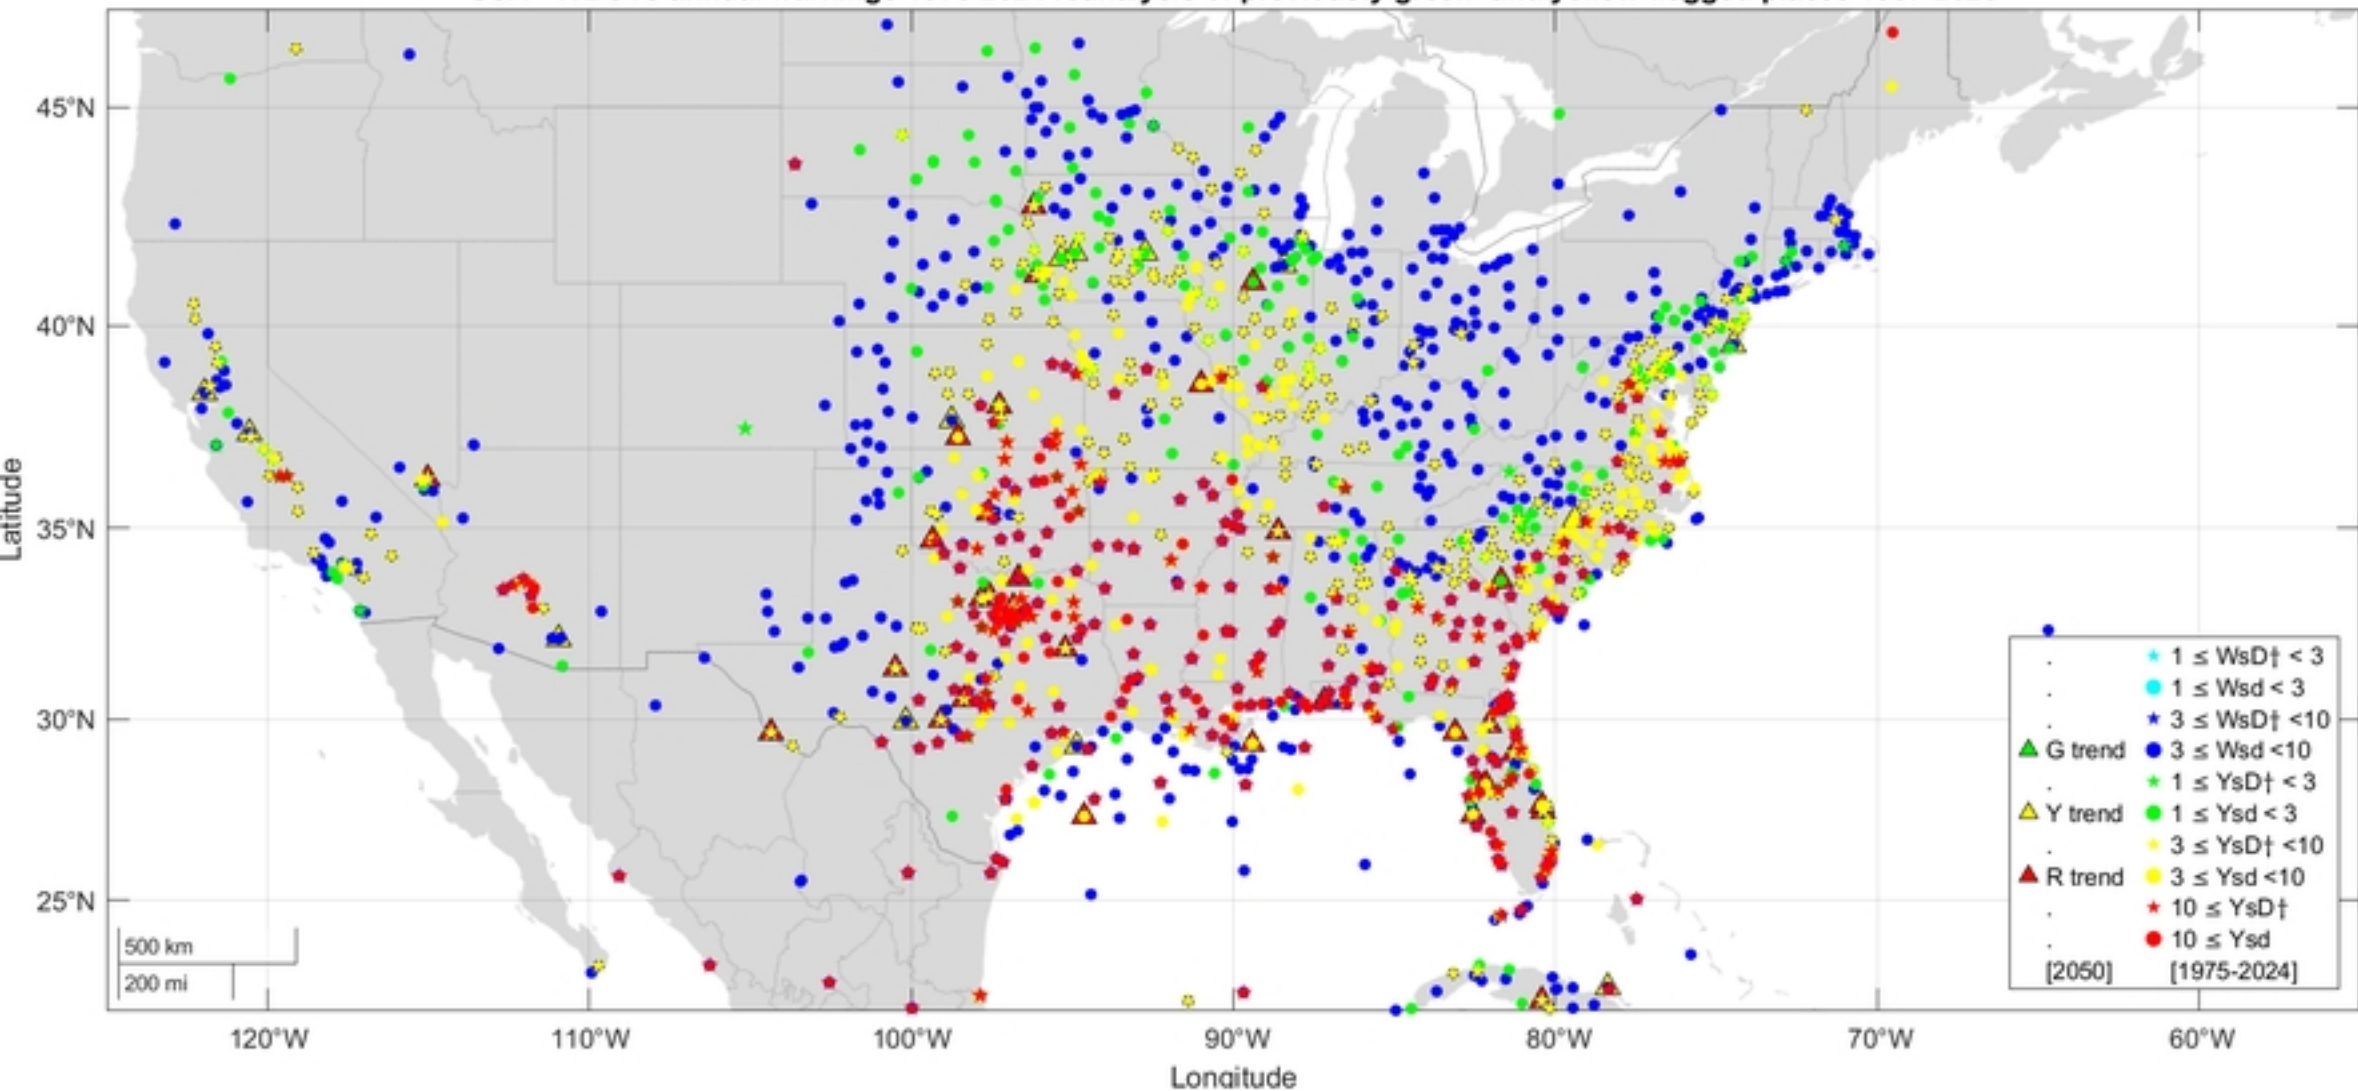 45°N
40°N
35°N
30°N
25°N
Latitude
500 km
200 mi
120°W
110°W
100°W
90°W
80°W
70°W
60°W
Longitude
. 1 ≤ WsD† < 3
. 1 ≤ Wsd < 3
. 3 ≤ WsD† <10
G trend 3 ≤ Wsd <10
. 1 ≤ YsD† < 3
Y trend 1 ≤ Ysd < 3
. 3 ≤ YsD† <10
R trend 3 ≤ Ysd <10
. 10 ≤ YsD†
. 10 ≤ Ysd
[2050] [1975-2024]